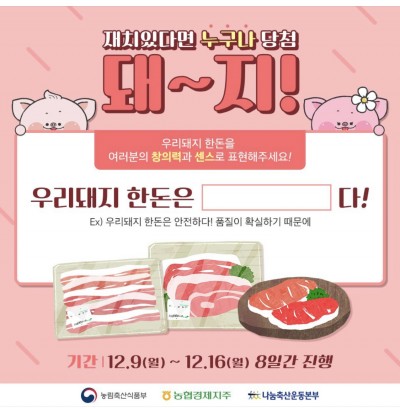 재치있다면 누구나 당첨
돼~지!
우리돼지 한돈을
여러분의 창의력과 센스로 표현해주세요!
우리돼지 한돈은 다!
Ex) 우리돼지 한돈은 안전하다! 품질이 확실하기 때문에
기간 | 12.9(월) ~ 12.16(월) 8일간 진행
농림축산식품부 농협경제지주 나눔축산운동본부